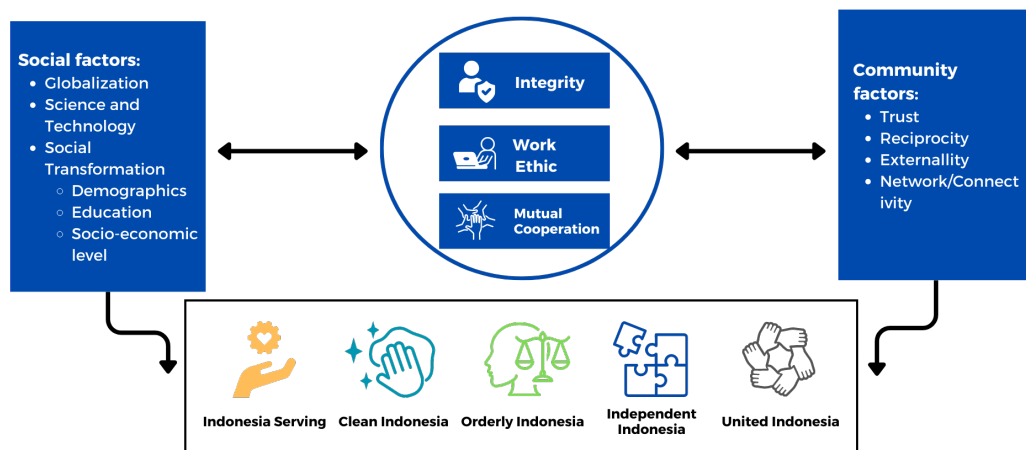 Social factors:
Globalization
Science and
Technology
Social
Transformation
Demographics
Education
Socio-economic
level
Integrity
Work
Ethic
Mutual
Cooperation
Community
factors:
Trust
Reciprocity
Externallity
Network/Connect
ivity
Indonesia Serving
Clean Indonesia
Orderly Indonesia
Independent
Indonesia
United Indonesia